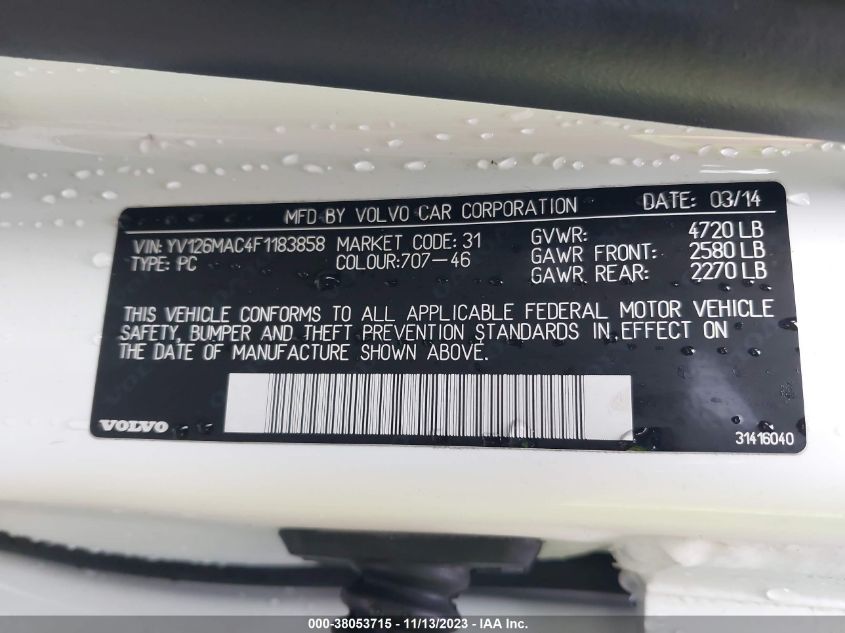 MFD BY VOLVO CAR CORPORATION DATE: 03/14
VIN: YV126MAC4F1183858 MARKET CODE: 31 GVWR: 4720 LB
TYPE: PC COLOUR:707-46 GAWR FRONT: 2580 LB
GAWR REAR: 2270 LB
THIS VEHICLE CONFORMS TO ALL APPLICABLE FEDERAL MOTOR VEHICLE
SAFETY, BUMPER AND THEFT PREVENTION STANDARDS IN EFFECT ON
THE DATE OF MANUFACTURE SHOWN ABOVE.
VOLVO 31416040
000-38053715 - 11/13/2023 - IAA Inc.